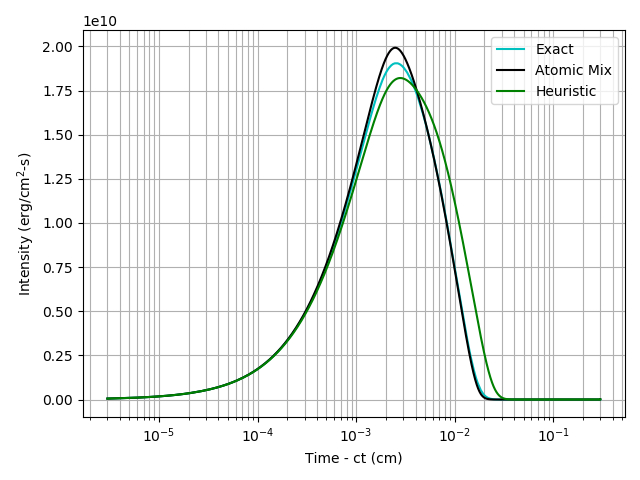 1e10
Exact
Atomic Mix
Heuristic
2.00
1.75
1.50
1.25
1.00
0.75
0.50
0.25
0.00
Intensity (erg/cm²-s)
10⁻⁵ 10⁻⁴ 10⁻³ 10⁻² 10⁻¹
Time - ct (cm)